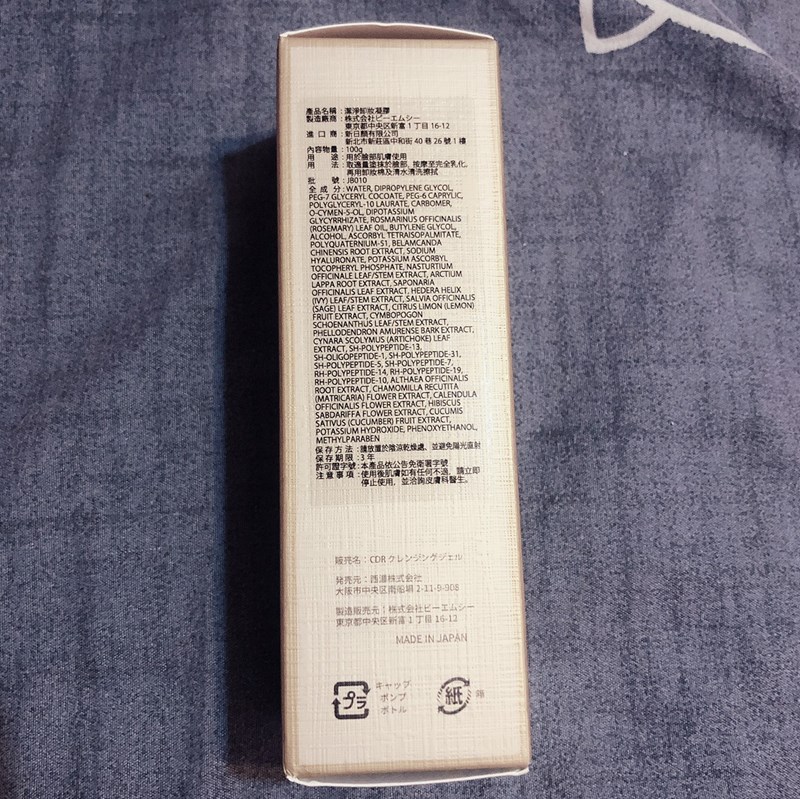 產品名稱：潔淨卸妝凝膠
製造廠商：株式会社ビーエムシー
東京都中央区新富1丁目16-12
進口商：新日顏有限公司
新北市新莊區中和街40巷26號1樓
內容物量：100g
用途：用於臉部肌膚使用
用法：取適量塗抹於臉部，按摩至完全乳化，
再用卸妝棉及清水清洗擦拭
批號：JB010
全成分：WATER, DIPROPYLENE GLYCOL,
PEG-7 GLYCERYL COCOATE, PEG-6 CAPRYLIC,
POLYGLYCERYL-10 LAURATE, CARBOMER,
O-CYMEN-5-OL, DIPOTASSIUM
GLYCYRRHIZATE, ROSMARINUS OFFICINALIS
(ROSEMARY) LEAF OIL, BUTYLENE GLYCOL,
ALCOHOL, ASCORBYL TETRAISOPALMITATE,
POLYQUATERNIUM-51, BELAMCANDA
CHINENSIS ROOT EXTRACT, SODIUM
HYALURONATE, POTASSIUM ASCORBYL
TOCOPHERYL PHOSPHATE, NASTURTIUM
OFFICINALE LEAF/STEM EXTRACT, ARCTIUM
LAPPA ROOT EXTRACT, SAPONARIA
OFFICINALIS LEAF EXTRACT, HEDERA HELIX
(IVY) LEAF/STEM EXTRACT, SALVIA OFFICINALIS
(SAGE) LEAF EXTRACT, CITRUS LIMON (LEMON)
FRUIT EXTRACT, CYMBOPOGON
SCHOENANTHUS LEAF/STEM EXTRACT,
PHELLODENDRON AMURENSE BARK EXTRACT,
CYNARA SCOLYMUS (ARTICHOKE) LEAF
EXTRACT, SH-POLYPEPTIDE-13,
SH-OLIGOPEPTIDE-1, SH-POLYPEPTIDE-31,
SH-POLYPEPTIDE-5, SH-POLYPEPTIDE-7,
RH-POLYPEPTIDE-14, RH-POLYPEPTIDE-19,
RH-POLYPEPTIDE-10, ALTHAEA OFFICINALIS
ROOT EXTRACT, CHAMOMILLA RECUTITA
(MATRICARIA) FLOWER EXTRACT, CALENDULA
OFFICINALIS FLOWER EXTRACT, HIBISCUS
SABDARIFFA FLOWER EXTRACT, CUCUMIS
SATIVUS (CUCUMBER) FRUIT EXTRACT,
POTASSIUM HYDROXIDE, PHENOXYETHANOL,
METHYLPARABEN
保存方法：請放置於陰涼乾燥處、並避免陽光直射
保存期限：3年
許可證字號：本產品依公告免衛署字號
注意事項：使用後肌膚如有任何不適，請立即
停止使用，並洽詢皮膚科醫生。
販売名：CDR クレンジングジェル
発売元：西濃株式会社
大阪市中央区南船場2-11-9-908
製造販売元：株式会社ビーエムシー
東京都中央区新富1丁目16-12
MADE IN JAPAN
プラ
キャップ
ポンプ
ボトル
紙
箱